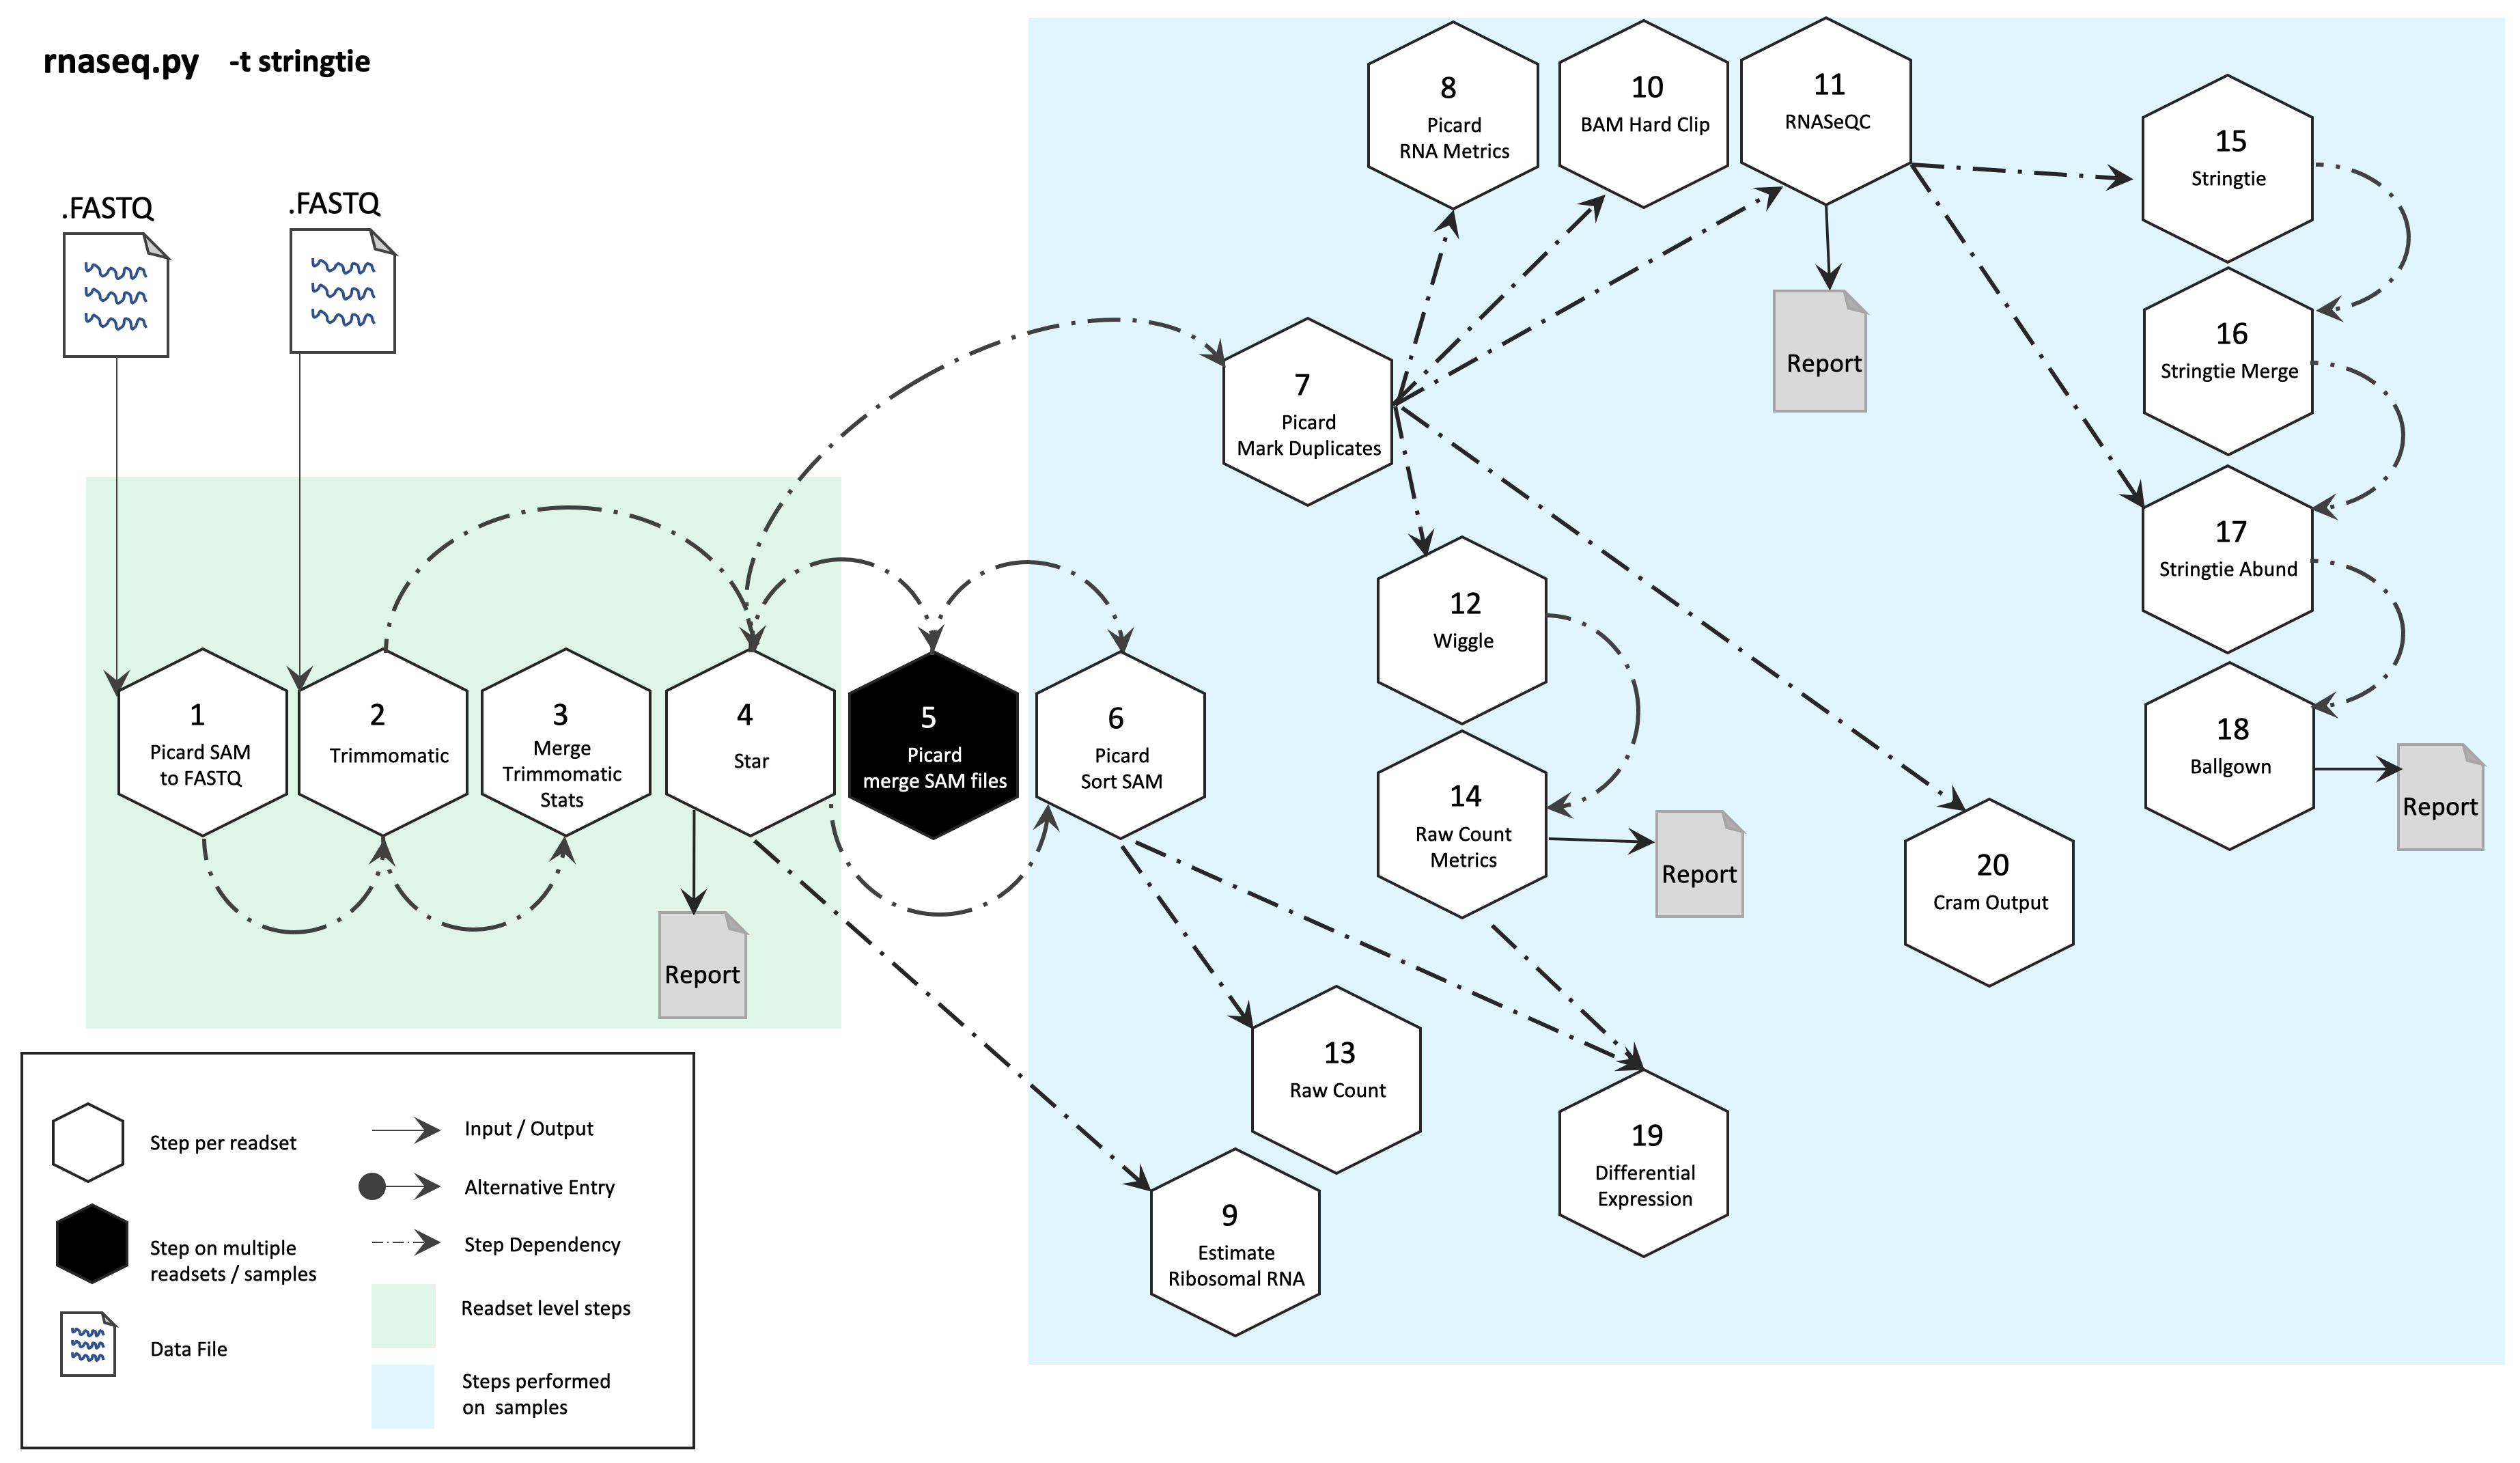 rnaseq.py -t stringtie
.FASTQ
.FASTQ
1
Picard SAM
to FASTQ
2
Trimmomatic
3
Merge
Trimmomatic
Stats
4
Star
Report
5
Picard
merge SAM files
6
Picard
Sort SAM
7
Picard
Mark Duplicates
8
Picard
RNA Metrics
10
BAM Hard Clip
11
RNASeQC
Report
12
Wiggle
14
Raw Count
Metrics
Report
13
Raw Count
9
Estimate
Ribosomal RNA
19
Differential
Expression
20
Cram Output
15
Stringtie
16
Stringtie Merge
17
Stringtie Abund
18
Ballgown
Report
Step per readset
Step on multiple
readsets / samples
Data File
Input / Output
Alternative Entry
Step Dependency
Readset level steps
Steps performed
on samples